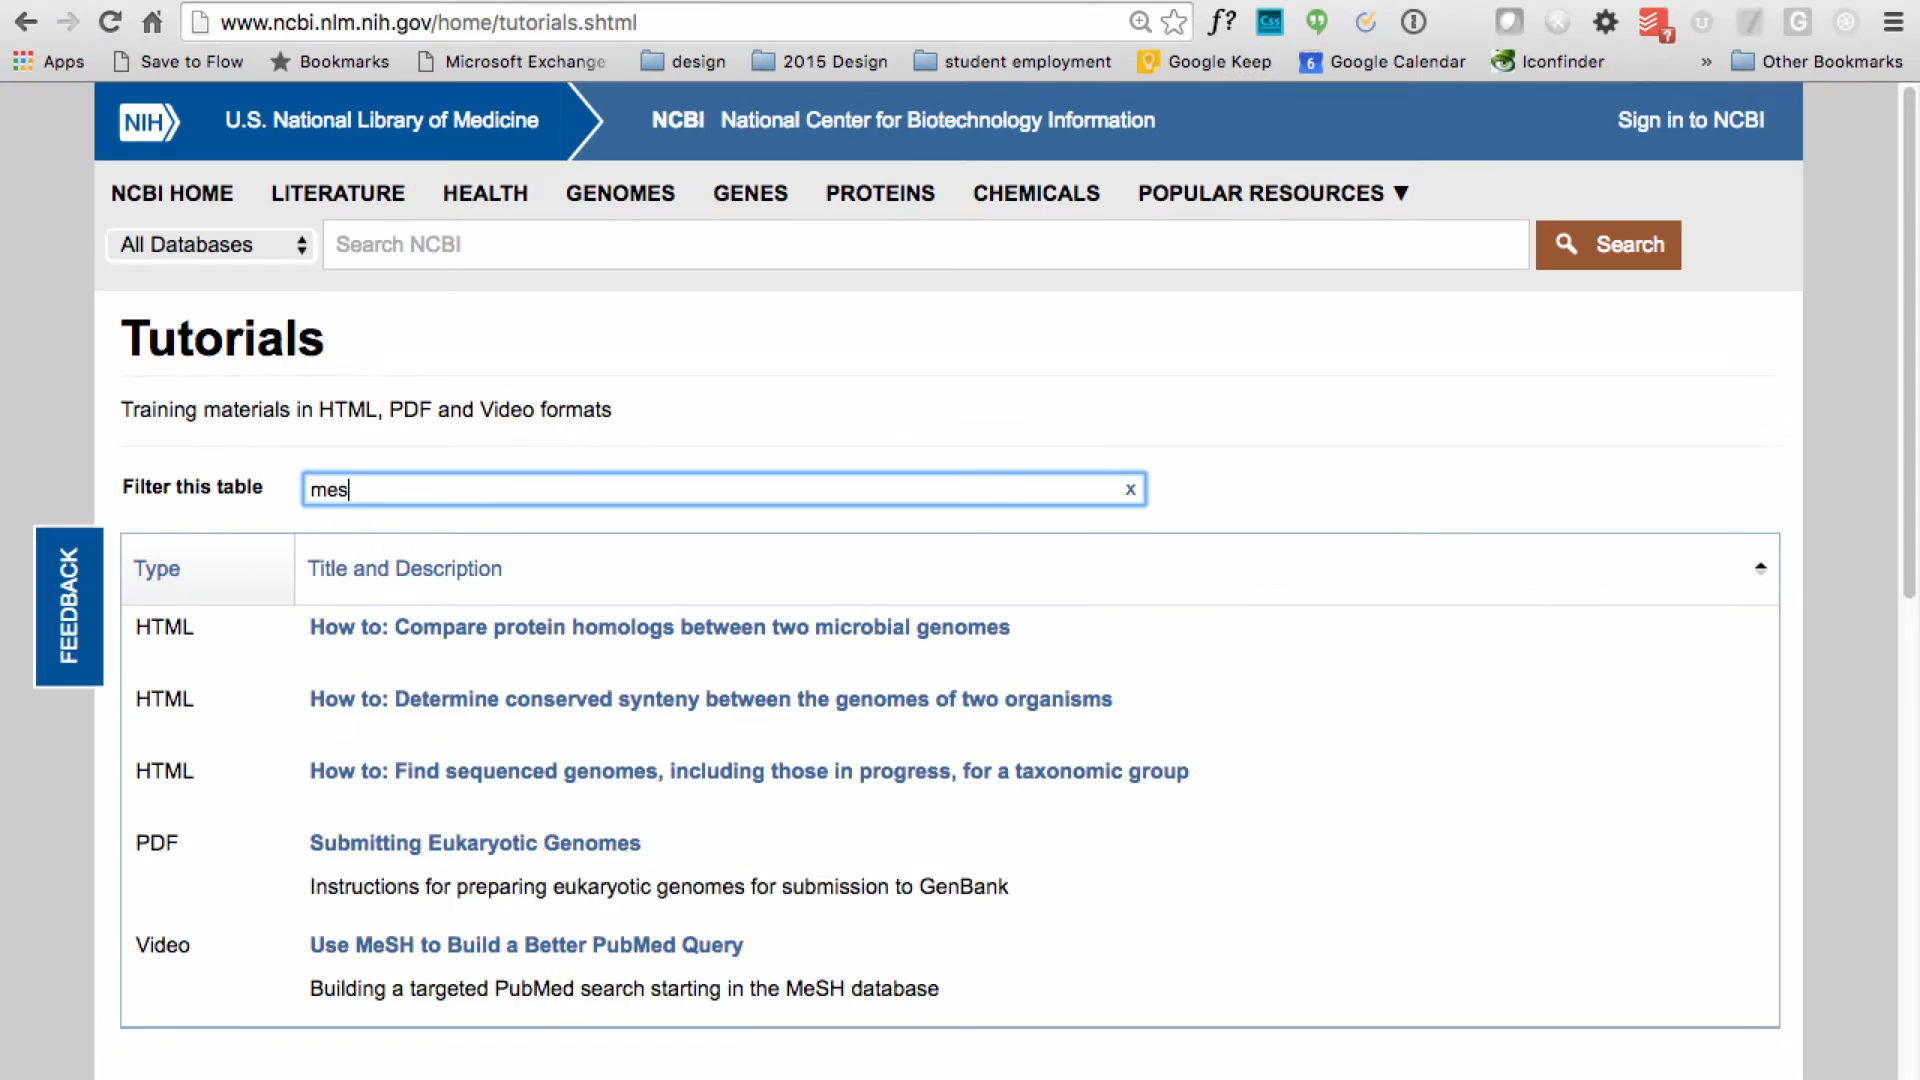 www.ncbi.nlm.nih.gov/home/tutorials.shtml
f?
Css
?
G
Apps
Save to Flow
Bookmarks
Microsoft Exchange
design
2015 Design
student employment
Google Keep
6
Google Calendar
Iconfinder
»
Other Bookmarks
NIH
U.S. National Library of Medicine
NCBI National Center for Biotechnology Information
Sign in to NCBI
NCBI HOME
LITERATURE
HEALTH
GENOMES
GENES
PROTEINS
CHEMICALS
POPULAR RESOURCES ▼
All Databases
Search NCBI
Search
Tutorials
Training materials in HTML, PDF and Video formats
Filter this table
mes
x
FEEDBACK
Type
Title and Description
HTML
How to: Compare protein homologs between two microbial genomes
HTML
How to: Determine conserved synteny between the genomes of two organisms
HTML
How to: Find sequenced genomes, including those in progress, for a taxonomic group
PDF
Submitting Eukaryotic Genomes
Instructions for preparing eukaryotic genomes for submission to GenBank
Video
Use MeSH to Build a Better PubMed Query
Building a targeted PubMed search starting in the MeSH database